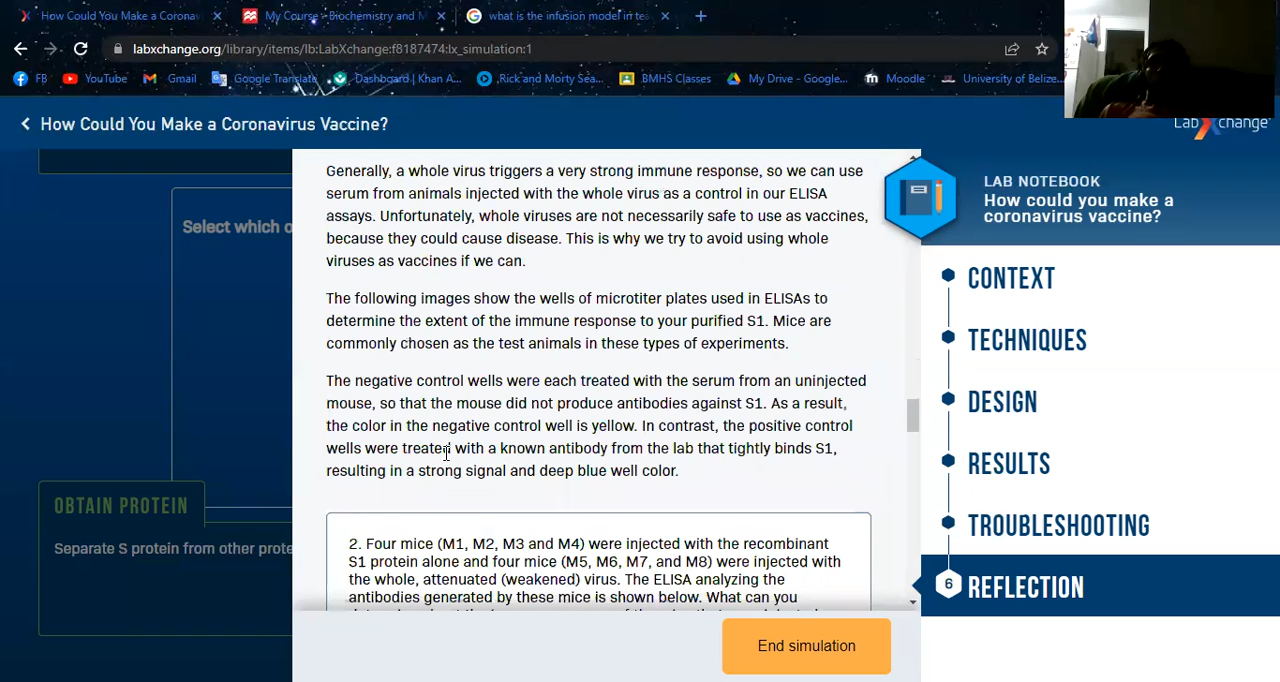 How Could You Make a Coronav
My Course - Biochemistry and M
what is the infusion model in tea
labxchange.org/library/items/lb:LabXchange:f8187474:lx_simulation:1
FB
YouTube
Gmail
Google Translate
Dashboard | Khan A...
Rick and Morty Sea...
BMHS Classes
My Drive - Google...
Moodle
University of Belize...
How Could You Make a Coronavirus Vaccine?
LabXchange
Select which o
OBTAIN PROTEIN
Separate S protein from other prote
Generally, a whole virus triggers a very strong immune response, so we can use
serum from animals injected with the whole virus as a control in our ELISA
assays. Unfortunately, whole viruses are not necessarily safe to use as vaccines,
because they could cause disease. This is why we try to avoid using whole
viruses as vaccines if we can.
The following images show the wells of microtiter plates used in ELISAs to
determine the extent of the immune response to your purified S1. Mice are
commonly chosen as the test animals in these types of experiments.
The negative control wells were each treated with the serum from an uninjected
mouse, so that the mouse did not produce antibodies against S1. As a result,
the color in the negative control well is yellow. In contrast, the positive control
wells were treated with a known antibody from the lab that tightly binds S1,
resulting in a strong signal and deep blue well color.
2. Four mice (M1, M2, M3 and M4) were injected with the recombinant
S1 protein alone and four mice (M5, M6, M7, and M8) were injected with
the whole, attenuated (weakened) virus. The ELISA analyzing the
antibodies generated by these mice is shown below. What can you
End simulation
LAB NOTEBOOK
How could you make a
coronavirus vaccine?
CONTEXT
TECHNIQUES
DESIGN
RESULTS
TROUBLESHOOTING
6
REFLECTION